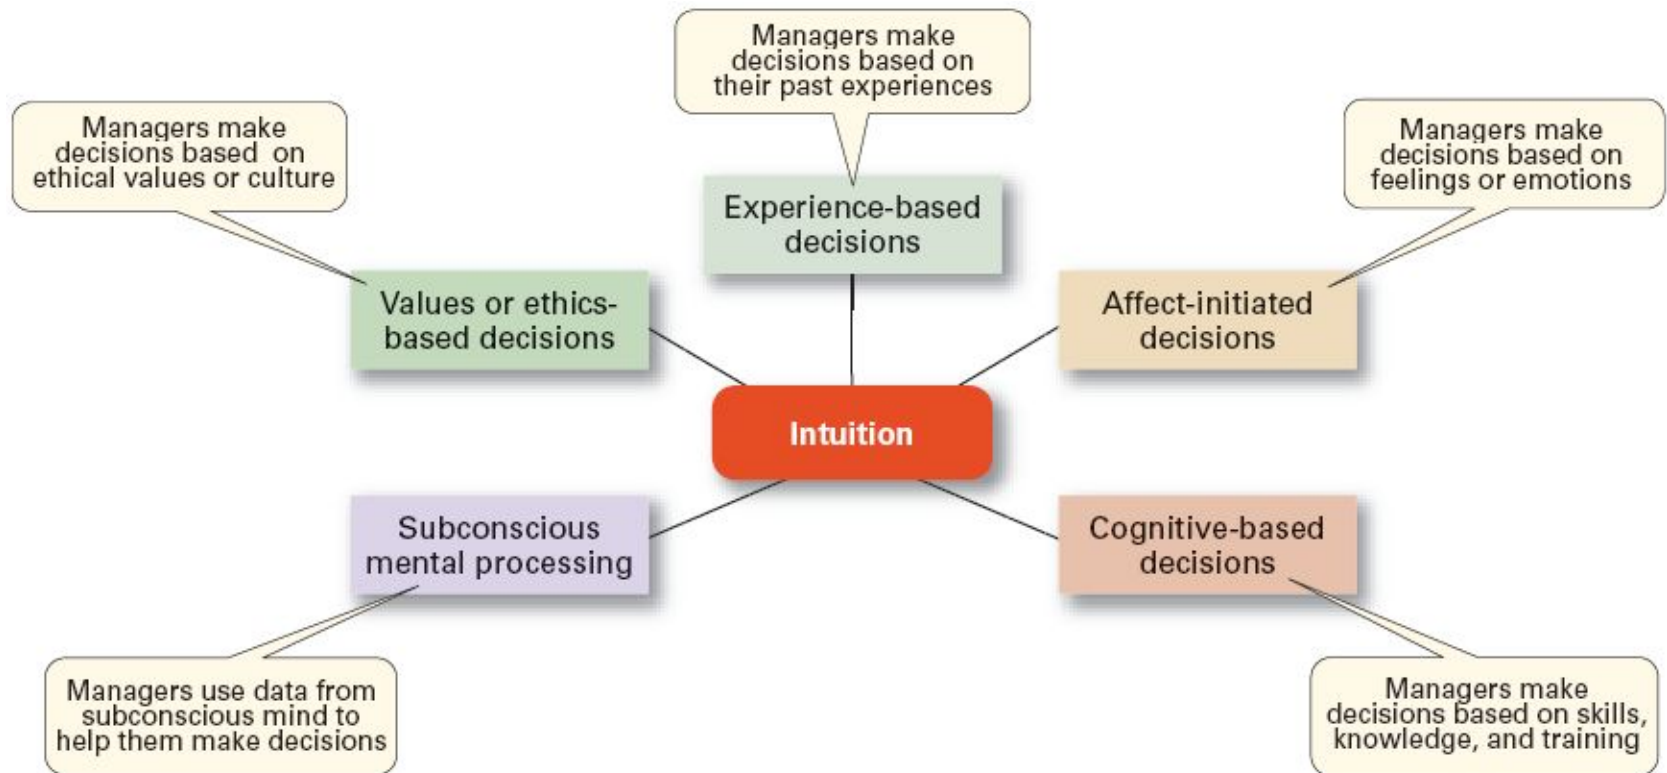 Managers make
decisions based on
their past experiences
Managers make
decisions based on
ethical values or culture
Managers make
decisions based on
feelings or emotions
Experience-based
decisions
Values or ethics-
based decisions
Affect-initiated
decisions
Intuition
Subconscious
mental processing
Cognitive-based
decisions
Managers use data from
subconscious mind to
help them make decisions
Managers make
decisions based on skills,
knowledge, and training